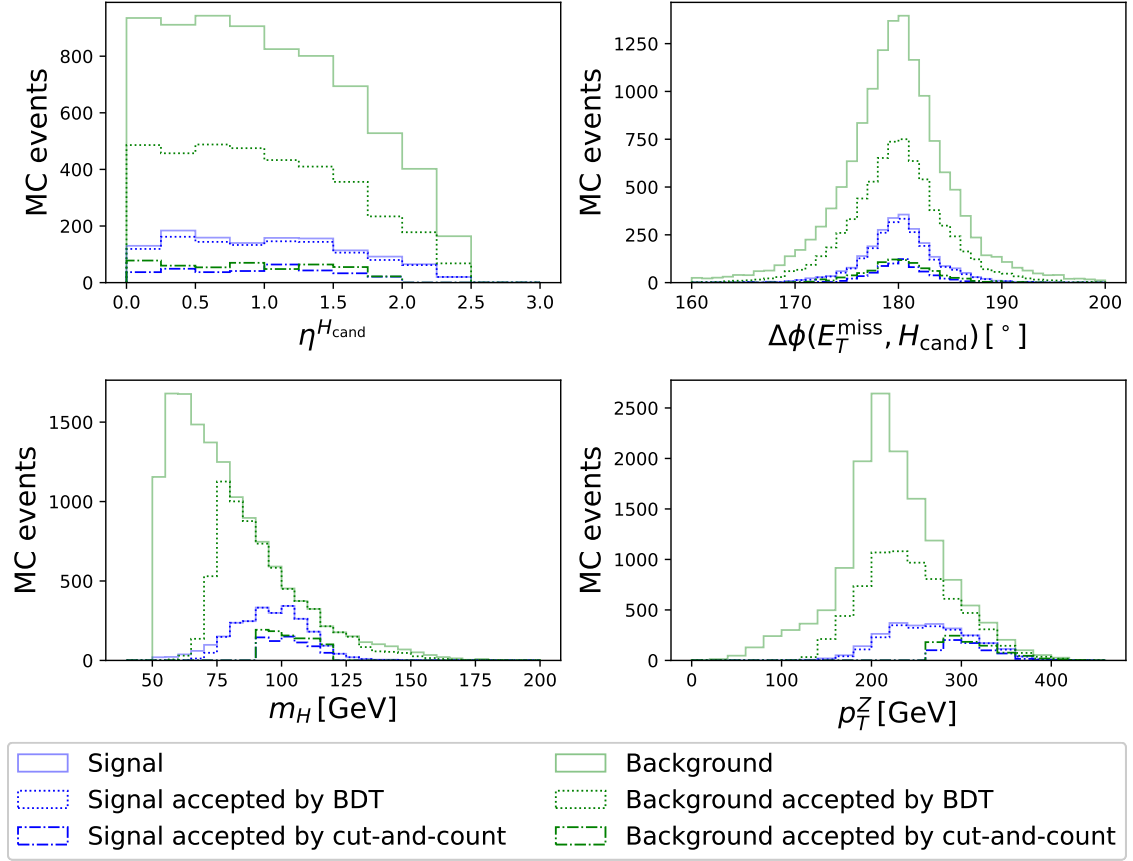 MC events
800
600
400
200
0
0.0 0.5 1.0 1.5 2.0 2.5 3.0
η^{H_{cand}}
MC events
1250
1000
750
500
250
0
160 170 180 190 200
Δϕ(E_T^{miss}, H_{cand}) [°]
MC events
1500
1000
500
0
50 75 100 125 150 175 200
m_H [GeV]
MC events
2500
2000
1500
1000
500
0
0 100 200 300 400
p_T^Z [GeV]
Signal
Signal accepted by BDT
Signal accepted by cut-and-count
Background
Background accepted by BDT
Background accepted by cut-and-count